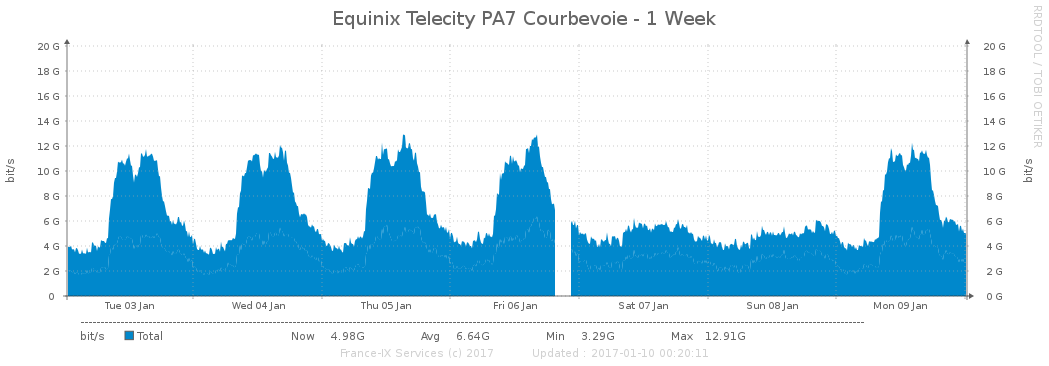 Equinix Telecity PA7 Courbevoie - 1 Week
RRDTOOL / TOBI OETIKER
20 G 20 G
18 G 18 G
16 G 16 G
14 G 14 G
12 G 12 G
10 G 10 G
8 G 8 G
6 G 6 G
4 G 4 G
2 G 2 G
0 0 G
bit/s
bit/s
Tue 03 Jan Wed 04 Jan Thu 05 Jan Fri 06 Jan Sat 07 Jan Sun 08 Jan Mon 09 Jan
bit/s Total Now 4.98G Avg 6.64G Min 3.29G Max 12.91G
France-IX Services (c) 2017 Updated : 2017-01-10 00:20:11